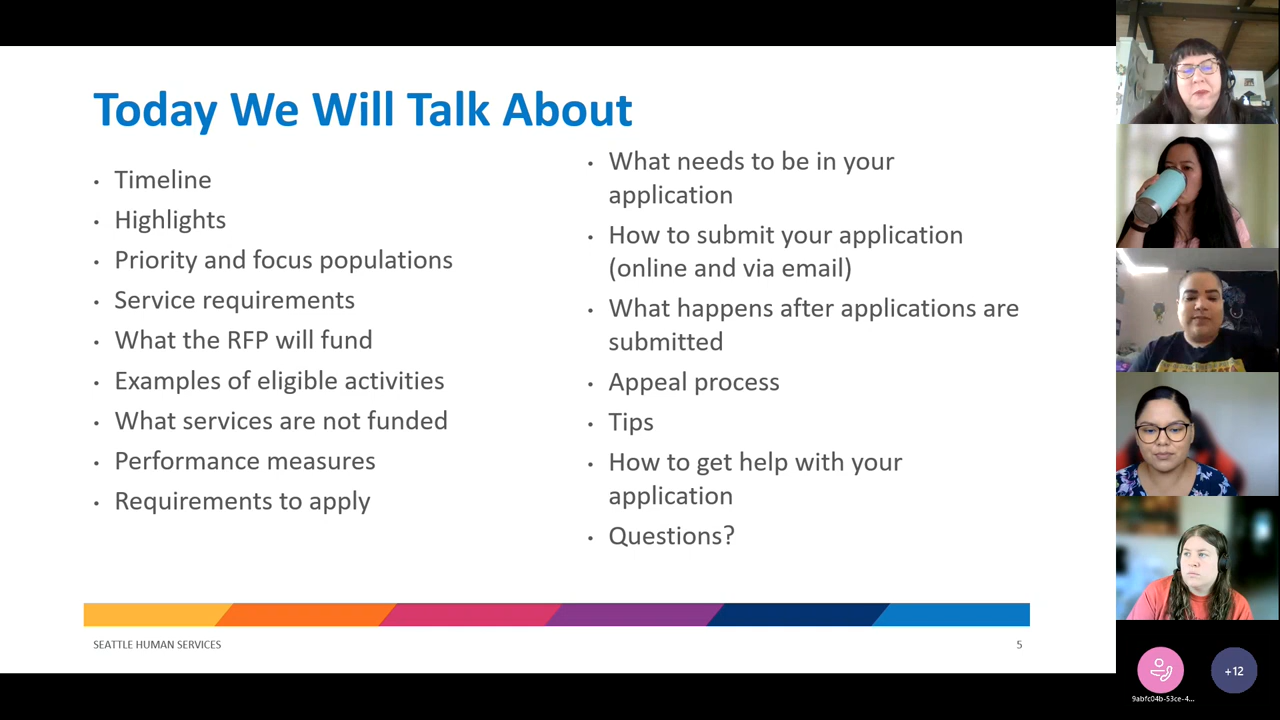 Today We Will Talk About
• Timeline
• Highlights
• Priority and focus populations
• Service requirements
• What the RFP will fund
• Examples of eligible activities
• What services are not funded
• Performance measures
• Requirements to apply
• What needs to be in your
application
• How to submit your application
(online and via email)
• What happens after applications are
submitted
• Appeal process
• Tips
• How to get help with your
application
• Questions?
SEATTLE HUMAN SERVICES
5
+12
9abfc04b-53ce-4...